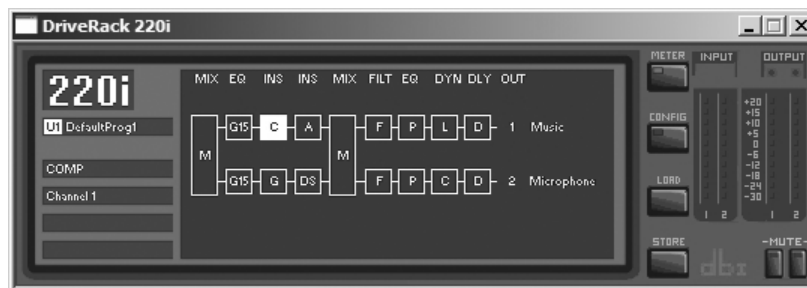 DriveRack 220i
220i
U1 DefaultProg1
COMP
Channel 1
MIX EQ INS INS MIX FILT EQ DYN DLY OUT
M G15 C A M F P L D 1 Music
G15 G DS F P C D 2 Microphone
METER
CONFIG
LOAD
STORE
INPUT OUTPUT
+20
+15
+10
+5
0
-6
-12
-18
-24
-30
1 2 1 2
-MUTE-
dbx